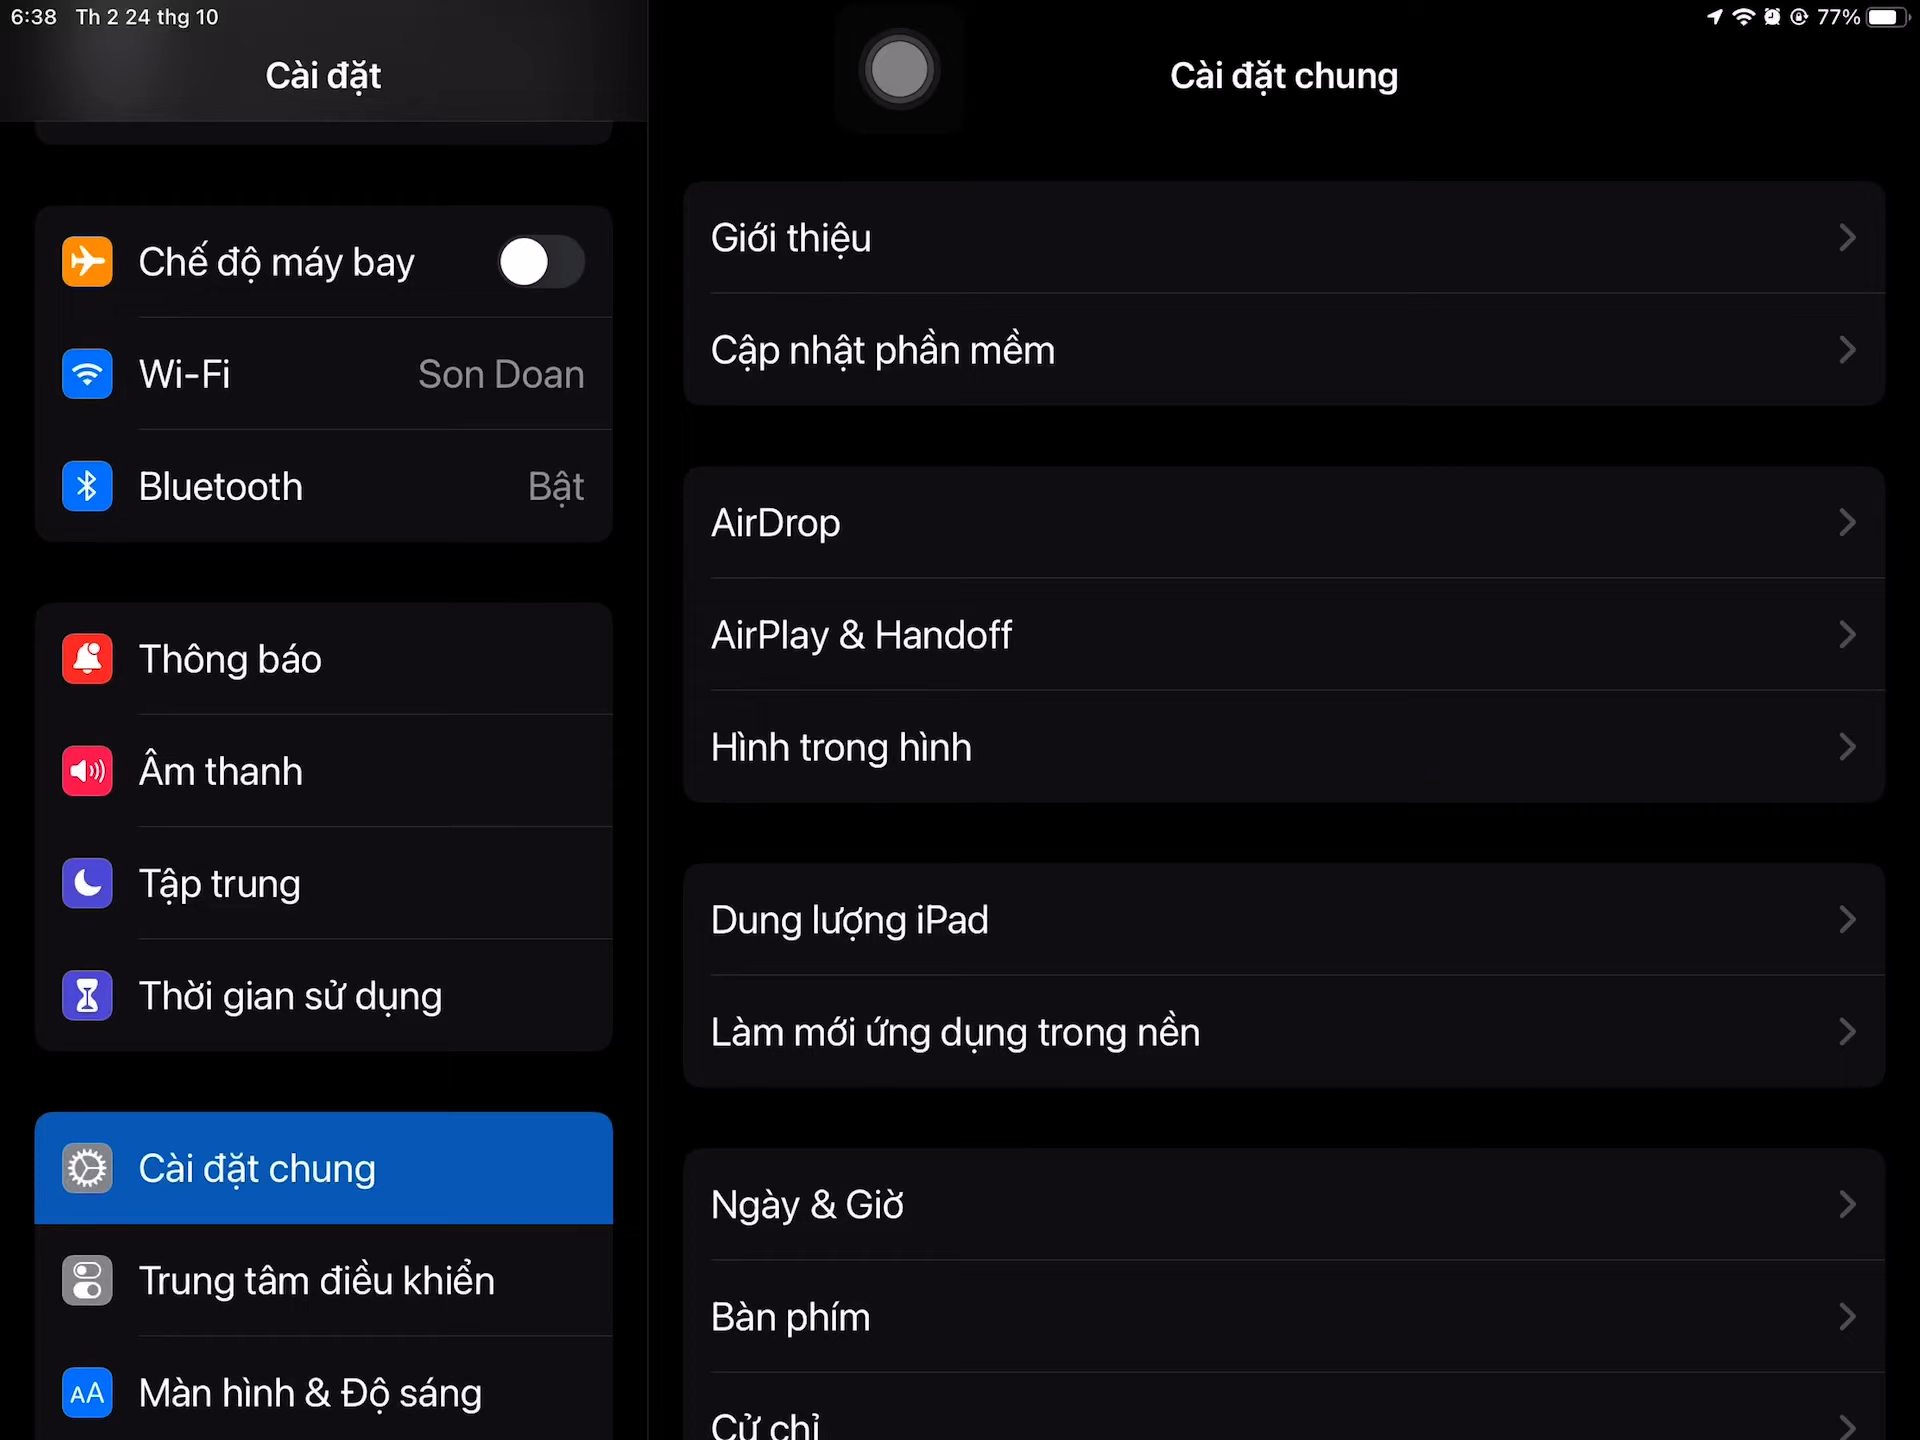 6:38 Th 2 24 thg 10
77%
Cài đặt
Chế độ máy bay
Wi-Fi Son Doan
Bluetooth Bật
Thông báo
Âm thanh
Tập trung
Thời gian sử dụng
Cài đặt chung
Trung tâm điều khiển
AA Màn hình & Độ sáng
Cài đặt chung
Giới thiệu
Cập nhật phần mềm
AirDrop
AirPlay & Handoff
Hình trong hình
Dung lượng iPad
Làm mới ứng dụng trong nền
Ngày & Giờ
Bàn phím
Cử chỉ